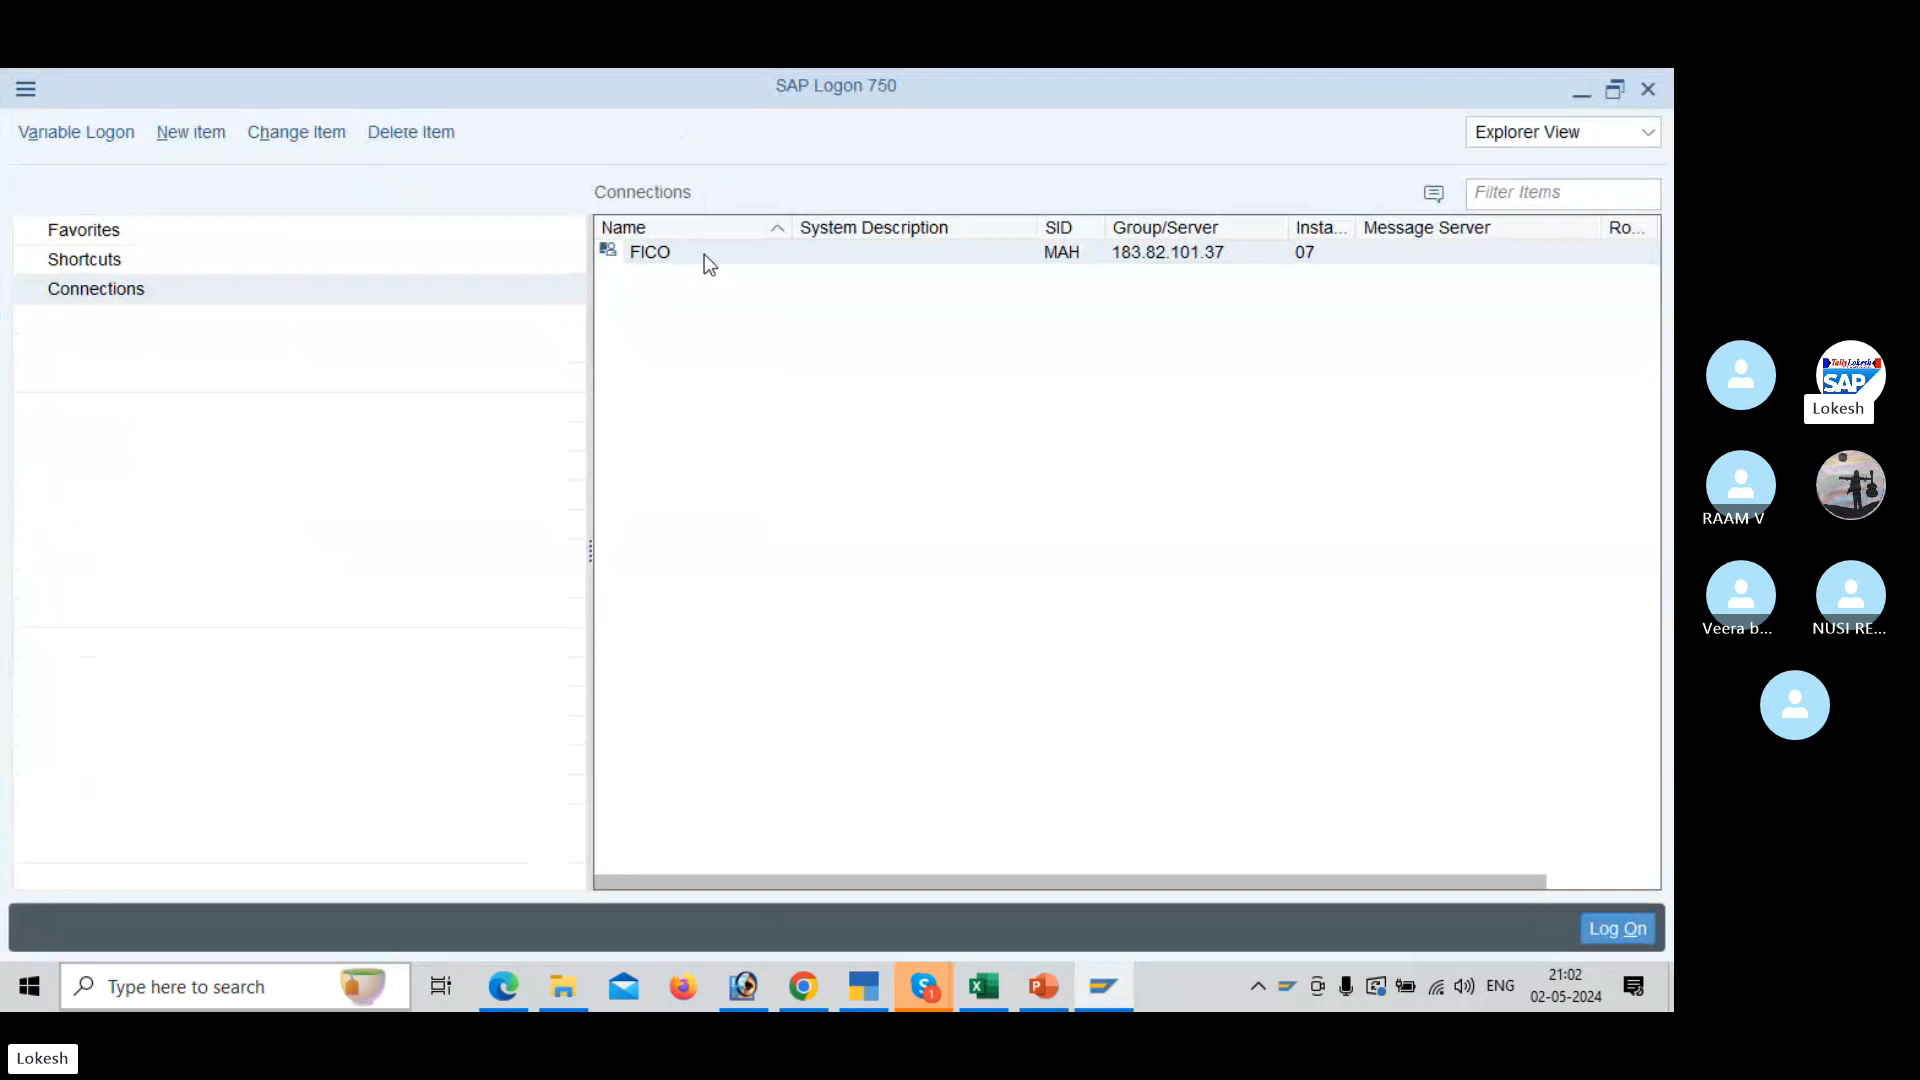 SAP Logon 750
Variable Logon New Item Change Item Delete Item
Explorer View
Connections
Filter Items
Favorites
Shortcuts
Connections
Name System Description SID Group/Server Insta... Message Server Ro...
FICO MAH 183.82.101.37 07
Log On
Type here to search
1
ENG
21:02
02-05-2024
TallyLokesh
SAP
Lokesh
RAAM V
Veera b...
NUSI RE...
Lokesh